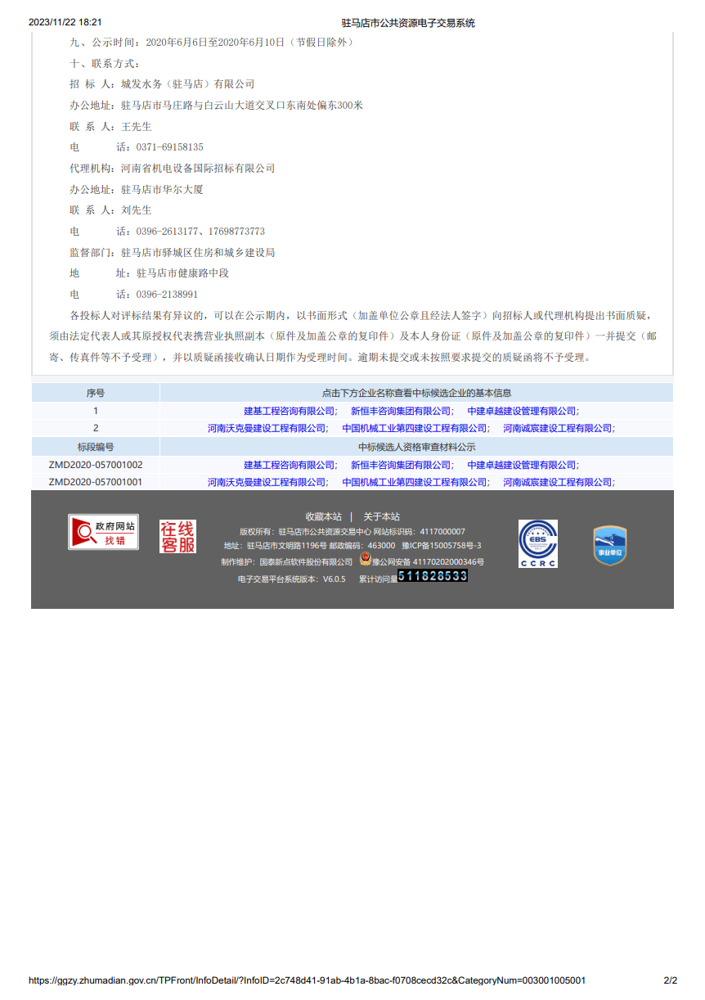 2023/11/22 18:21
驻马店市公共资源电子交易系统
九、公示时间：2020年6月6日至2020年6月10日（节假日除外）
十、联系方式：
招 标 人：城发水务（驻马店）有限公司
办公地址：驻马店市马庄路与白云山大道交叉口东南处偏东300米
联 系 人：王先生
电 话：0371-69158135
代理机构：河南省机电设备国际招标有限公司
办公地址：驻马店市华尔大厦
联 系 人：刘先生
电 话：0396-2613177、17698773773
监督部门：驻马店市驿城区住房和城乡建设局
地 址：驻马店市健康路中段
电 话：0396-2138991
各投标人对评标结果有异议的，可以在公示期内，以书面形式（加盖单位公章且经法人签字）向招标人或代理机构提出书面质疑，
须由法定代表人或其原授权代表携营业执照副本（原件及加盖公章的复印件）及本人身份证（原件及加盖公章的复印件）一并提交（邮
寄、传真件等不予受理），并以质疑函接收确认日期作为受理时间。逾期未提交或未按照要求提交的质疑函将不予受理。
序号 点击下方企业名称查看中标候选企业的基本信息
1 建基工程咨询有限公司； 新恒丰咨询集团有限公司； 中建卓越建设管理有限公司；
2 河南沃克曼建设工程有限公司； 中国机械工业第四建设工程有限公司； 河南诚宸建设工程有限公司；
标段编号 中标候选人资格审查材料公示
ZMD2020-057001002 建基工程咨询有限公司； 新恒丰咨询集团有限公司； 中建卓越建设管理有限公司；
ZMD2020-057001001 河南沃克曼建设工程有限公司； 中国机械工业第四建设工程有限公司； 河南诚宸建设工程有限公司；
政府网站
找错
在线
客服
收藏本站 | 关于本站
版权所有：驻马店市公共资源交易中心 网站标识码：4117000007
地址：驻马店市文明路1196号 邮政编码：463000 豫ICP备15005758号-3
制作维护：国泰新点软件股份有限公司 豫公网安备 41170202000346号
电子交易平台系统版本：V6.0.5 累计访问量511828533
EBS
CCRC
事业单位
https://ggzy.zhumadian.gov.cn/TPFront/InfoDetail/?InfoID=2c748d41-91ab-4b1a-8bac-f0708cecd32c&CategoryNum=003001005001
2/2